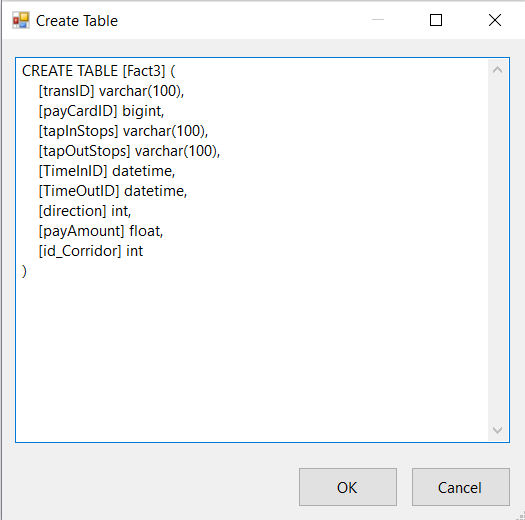 Create Table
CREATE TABLE [Fact3] (
    [transID] varchar(100),
    [payCardID] bigint,
    [tapInStops] varchar(100),
    [tapOutStops] varchar(100),
    [TimeInID] datetime,
    [TimeOutID] datetime,
    [direction] int,
    [payAmount] float,
    [id_Corridor] int
)
OK Cancel